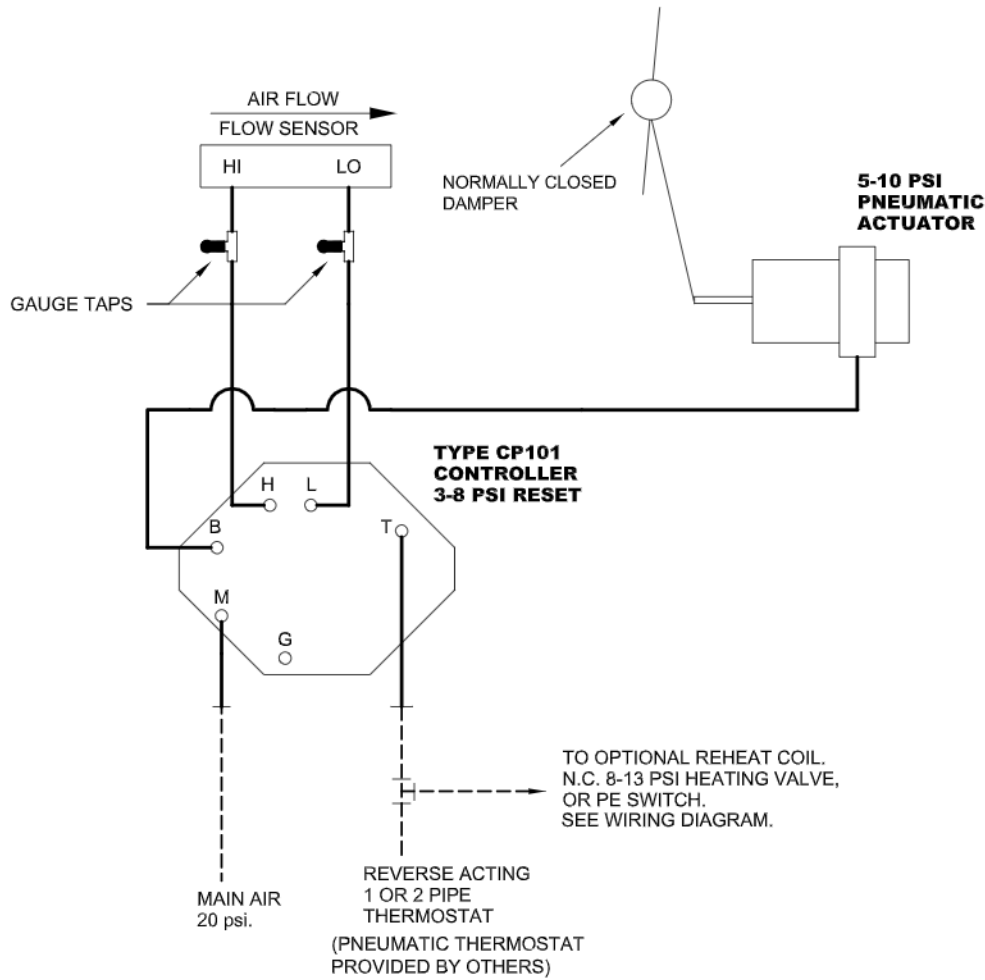 AIR FLOW
FLOW SENSOR
HI
LO
NORMALLY CLOSED
DAMPER
5-10 PSI
PNEUMATIC
ACTUATOR
GAUGE TAPS
TYPE CP101
CONTROLLER
3-8 PSI RESET
H
L
T
B
M
G
TO OPTIONAL REHEAT COIL.
N.C. 8-13 PSI HEATING VALVE,
OR PE SWITCH.
SEE WIRING DIAGRAM.
MAIN AIR
20 psi.
REVERSE ACTING
1 OR 2 PIPE
THERMOSTAT
(PNEUMATIC THERMOSTAT
PROVIDED BY OTHERS)